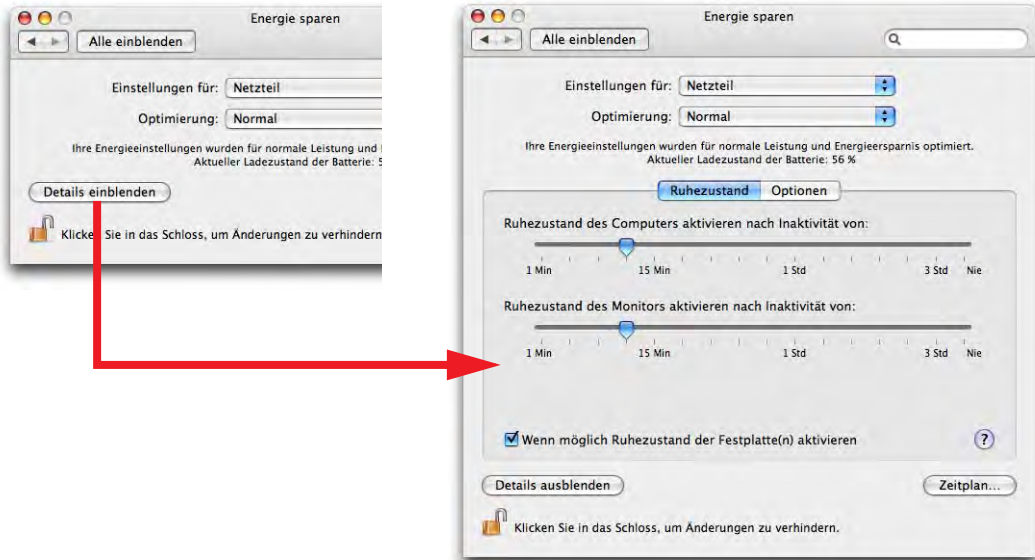 Energie sparen
Alle einblenden
Einstellungen für: Netzteil
Optimierung: Normal
Ihre Energieeinstellungen wurden für normale Leistung und
Aktueller Ladezustand der Batterie: 5
Details einblenden
Klicken Sie in das Schloss, um Änderungen zu verhindern
Energie sparen
Alle einblenden
Einstellungen für: Netzteil
Optimierung: Normal
Ihre Energieeinstellungen wurden für normale Leistung und Energieersparnis optimiert.
Aktueller Ladezustand der Batterie: 56 %
Ruhezustand Optionen
Ruhezustand des Computers aktivieren nach Inaktivität von:
1 Min 15 Min 1 Std 3 Std Nie
Ruhezustand des Monitors aktivieren nach Inaktivität von:
1 Min 15 Min 1 Std 3 Std Nie
Wenn möglich Ruhezustand der Festplatte(n) aktivieren ?
Details ausblenden Zeitplan...
Klicken Sie in das Schloss, um Änderungen zu verhindern.